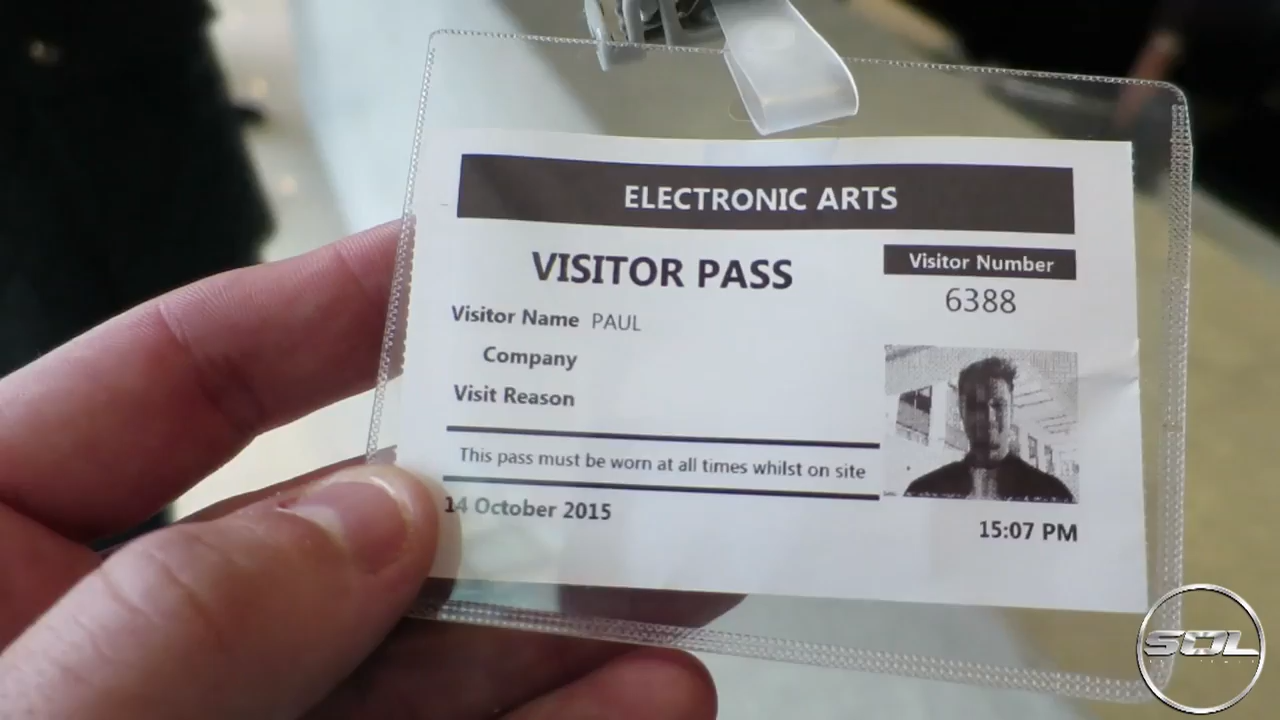 ELECTRONIC ARTS
VISITOR PASS
Visitor Number
6388
Visitor Name PAUL
Company
Visit Reason
This pass must be worn at all times whilst on site
14 October 2015
15:07 PM
SOL